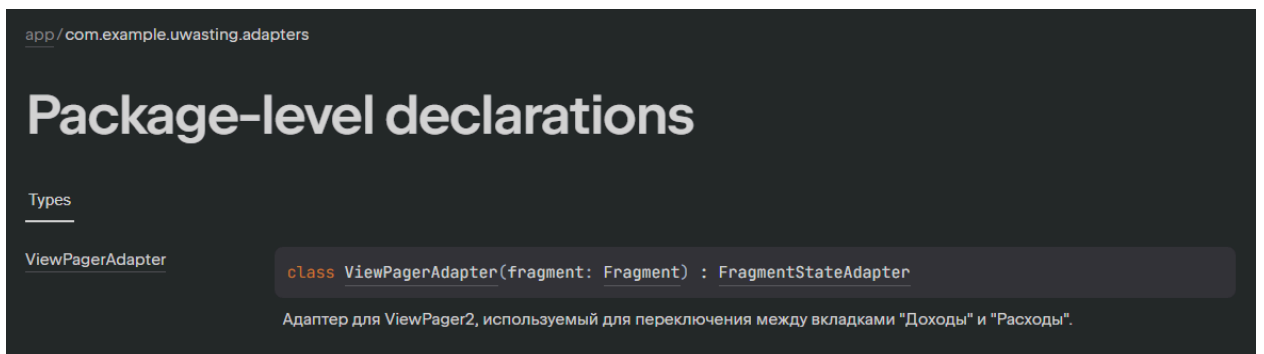 app/com.example.uwasting.adapters
Package-level declarations
Types
ViewPagerAdapter
class ViewPagerAdapter(fragment: Fragment) : FragmentStateAdapter
Адаптер для ViewPager2, используемый для переключения между вкладками "Доходы" и "Расходы".